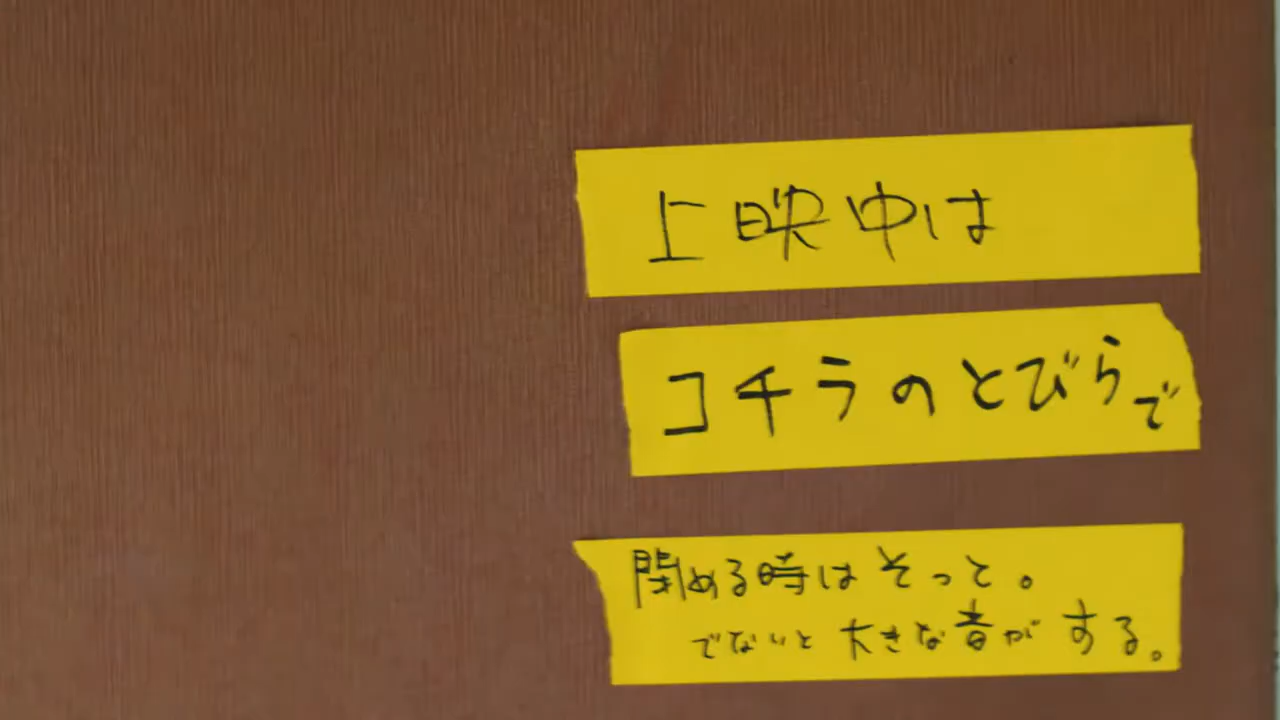 上映中は
コチラのとびらで
閉める時はそっと。
でないと大きな音がする。